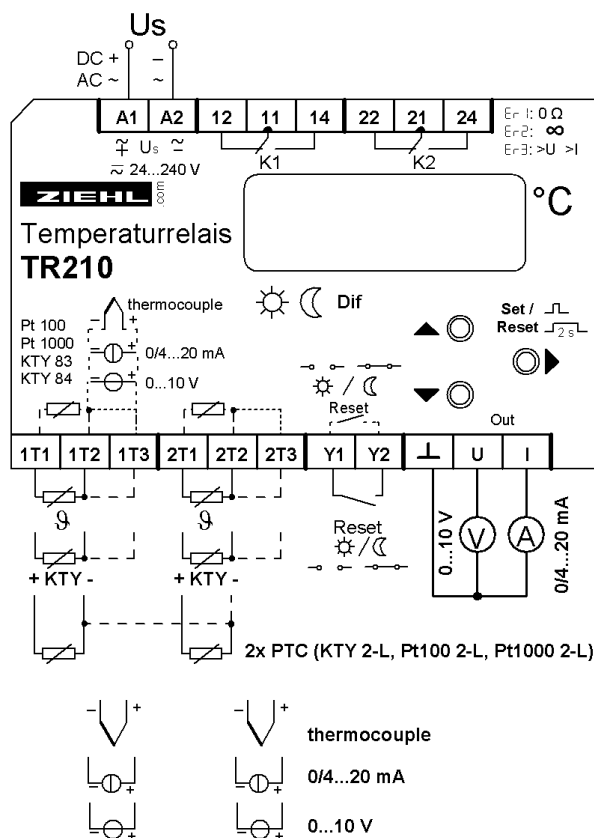 Us
DC + –
AC ~ ~
A1 A2 12 11 14 22 21 24
Er1: 0 Ω
Er2: ∞
Er3: >U >I
Us
24...240 V
K1 K2
ZIEHL
°C
Temperaturrelais
TR210
Dif
thermocouple
– +
Pt 100
Pt 1000
KTY 83
KTY 84
= + 0/4...20 mA
= + 0...10 V
Set /
Reset 2 s
/
Reset
Out
1T1 1T2 1T3 2T1 2T2 2T3 Y1 Y2 ⊥ U I
ϑ ϑ
Reset
/
0...10 V
V
A
0/4...20 mA
+ KTY - + KTY -
2x PTC (KTY 2-L, Pt100 2-L, Pt1000 2-L)
– + – +
thermocouple
= + = + 0/4...20 mA
= + = + 0...10 V